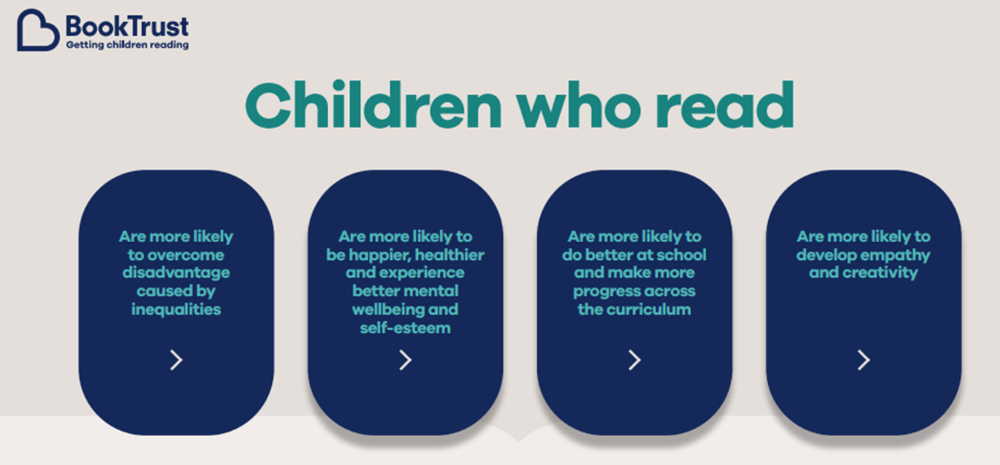 BookTrust
Getting children reading
Children who read
Are more likely
to overcome
disadvantage
caused by
inequalities
Are more likely to
be happier, healthier
and experience
better mental
wellbeing and
self-esteem
Are more likely to
do better at school
and make more
progress across
the curriculum
Are more likely to
develop empathy
and creativity